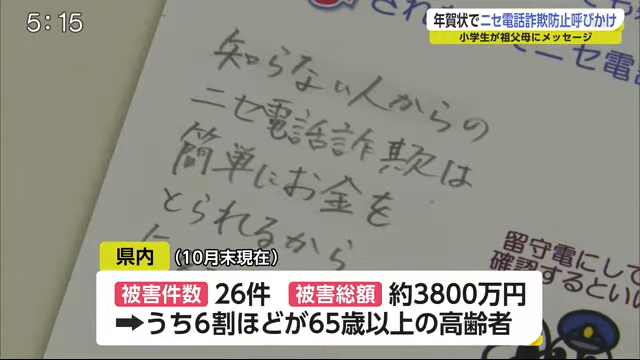 5:15
年賀状でニセ電話詐欺防止呼びかけ
小学生が祖父母にメッセージ
知らない人からの
ニセ電話詐欺は
簡単にお金を
とられるから
留守電にして
確認するとい
県内 (10月末現在)
被害件数 26件 被害総額 約3800万円
➡うち6割ほどが65歳以上の高齢者